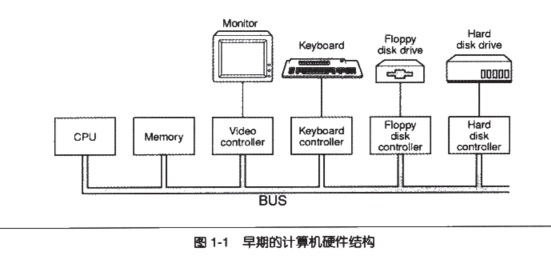 Monitor
Keyboard
Floppy
disk drive
Hard
disk drive
CPU
Memory
Video
controller
Keyboard
controller
Floppy
disk
controller
Hard
disk
controller
BUS
图 1-1 早期的计算机硬件结构